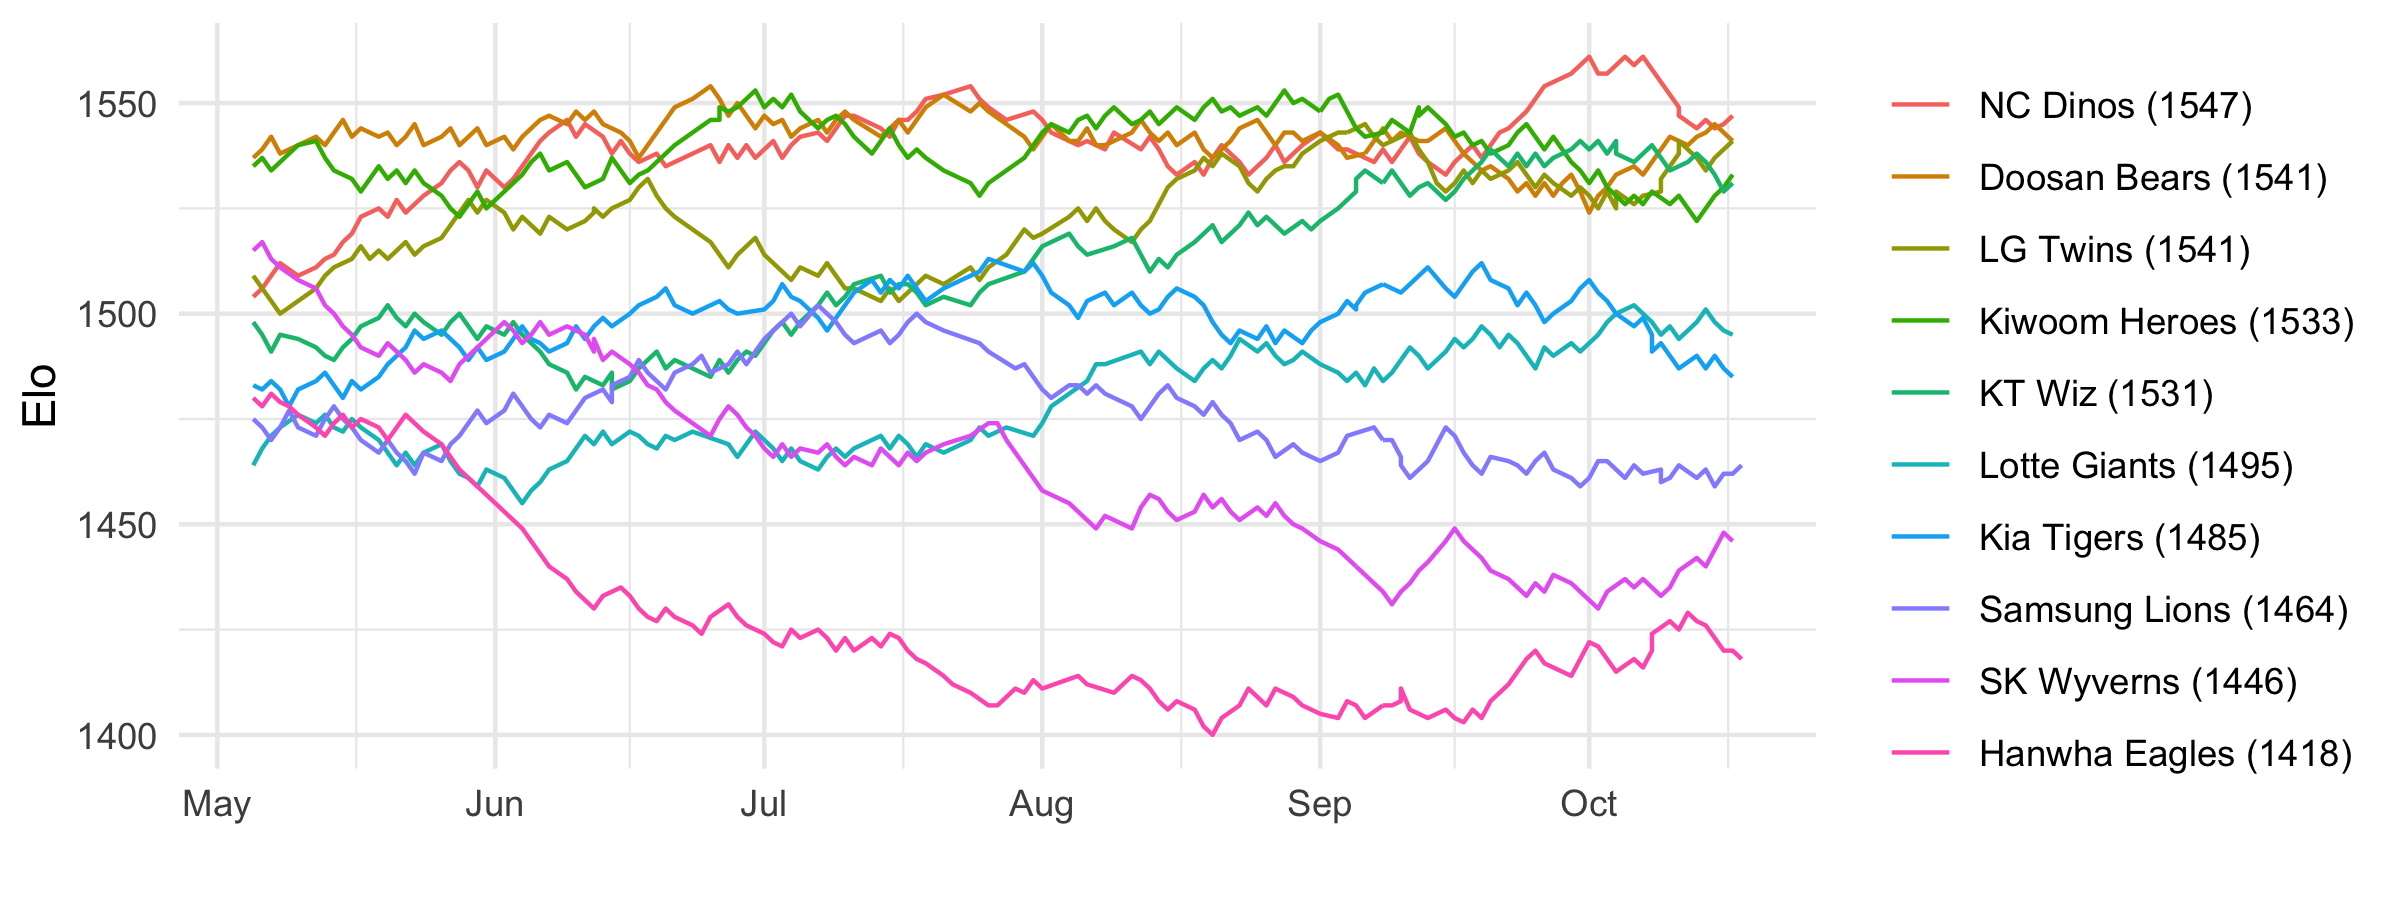 Elo
1550
1500
1450
1400
May Jun Jul Aug Sep Oct
NC Dinos (1547)
Doosan Bears (1541)
LG Twins (1541)
Kiwoom Heroes (1533)
KT Wiz (1531)
Lotte Giants (1495)
Kia Tigers (1485)
Samsung Lions (1464)
SK Wyverns (1446)
Hanwha Eagles (1418)